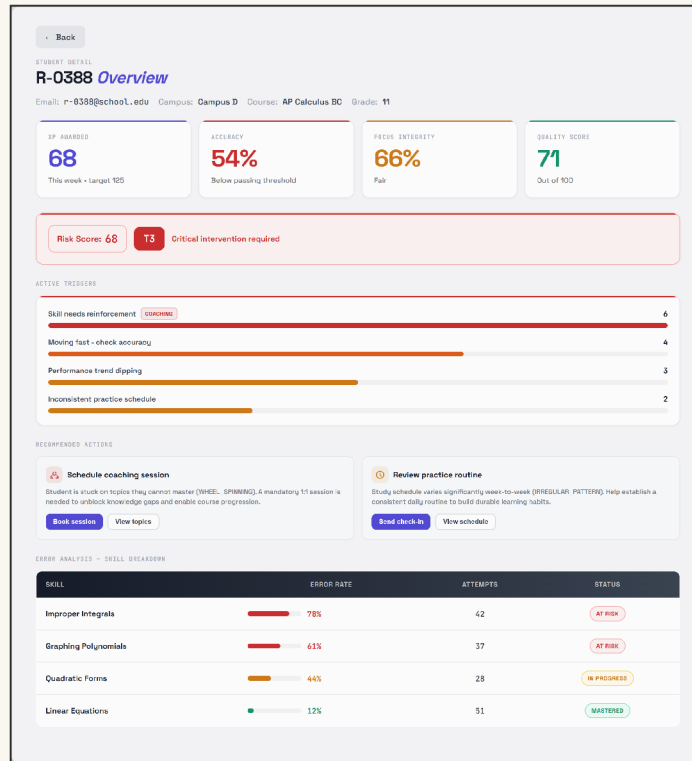 ‹ Back
STUDENT DETAIL
R-0388 Overview
Email: r-0388@school.edu Campus: Campus D Course: AP Calculus BC Grade: 11
XP AWARDED
68
This week • target 125
ACCURACY
54%
Below passing threshold
FOCUS INTEGRITY
66%
Fair
QUALITY SCORE
71
Out of 100
Risk Score: 68 T3 Critical intervention required
ACTIVE TRIGGERS
Skill needs reinforcement COACHING 6
Moving fast - check accuracy 4
Performance trend dipping 3
Inconsistent practice schedule 2
RECOMMENDED ACTIONS
Schedule coaching session
Student is stuck on topics they cannot master (WHEEL_SPINNING). A mandatory 1:1 session is
needed to unblock knowledge gaps and enable course progression.
Book session View topics
Review practice routine
Study schedule varies significantly week-to-week (IRREGULAR_PATTERN). Help establish a
consistent daily routine to build durable learning habits.
Send check-in View schedule
ERROR ANALYSIS — SKILL BREAKDOWN
SKILL ERROR RATE ATTEMPTS STATUS
Improper Integrals 78% 42 AT RISK
Graphing Polynomials 61% 37 AT RISK
Quadratic Forms 44% 28 IN PROGRESS
Linear Equations 12% 51 MASTERED